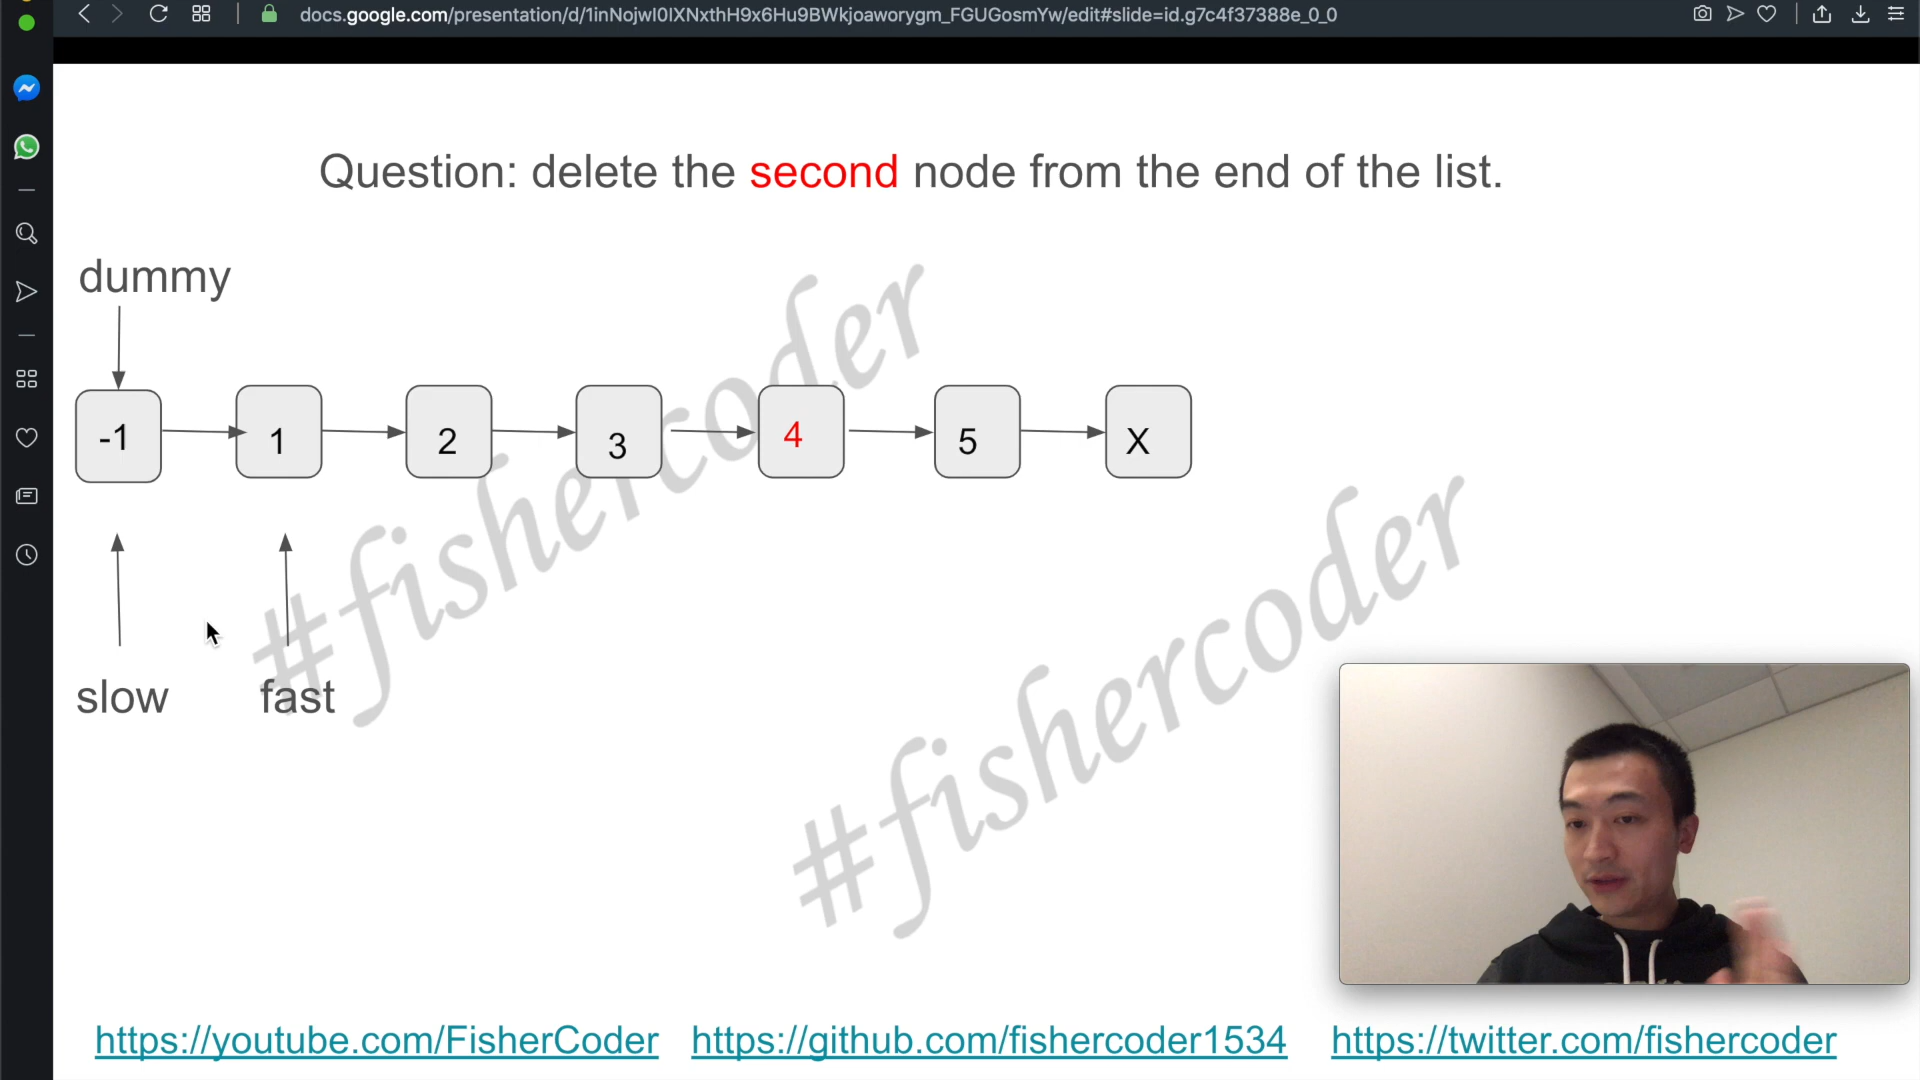 docs.google.com/presentation/d/1inNojwI0IXNxthH9x6Hu9BWkjoaworygm_FGUGosmYw/edit#slide=id.g7c4f37388e_0_0
Question: delete the second node from the end of the list.
dummy
-1 1 2 3 4 5 X
slow fast
#fishercoder
#fishercoder
https://youtube.com/FisherCoder https://github.com/fishercoder1534 https://twitter.com/fishercoder